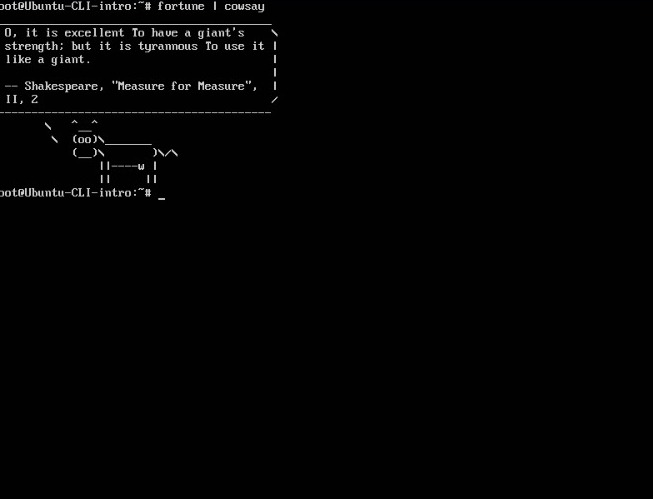 oot@Ubuntu-CLI-intro:~# fortune | cowsay
 ________________________________________
 O, it is excellent To have a giant's    \
 strength; but it is tyrannous To use it |
 like a giant.                           |
                                         |
 -- Shakespeare, "Measure for Measure",  |
 II, 2                                   /
 ----------------------------------------
        \   ^__^
         \  (oo)\_______
            (__)\       )\/\
                ||----w |
                ||     ||
oot@Ubuntu-CLI-intro:~# _